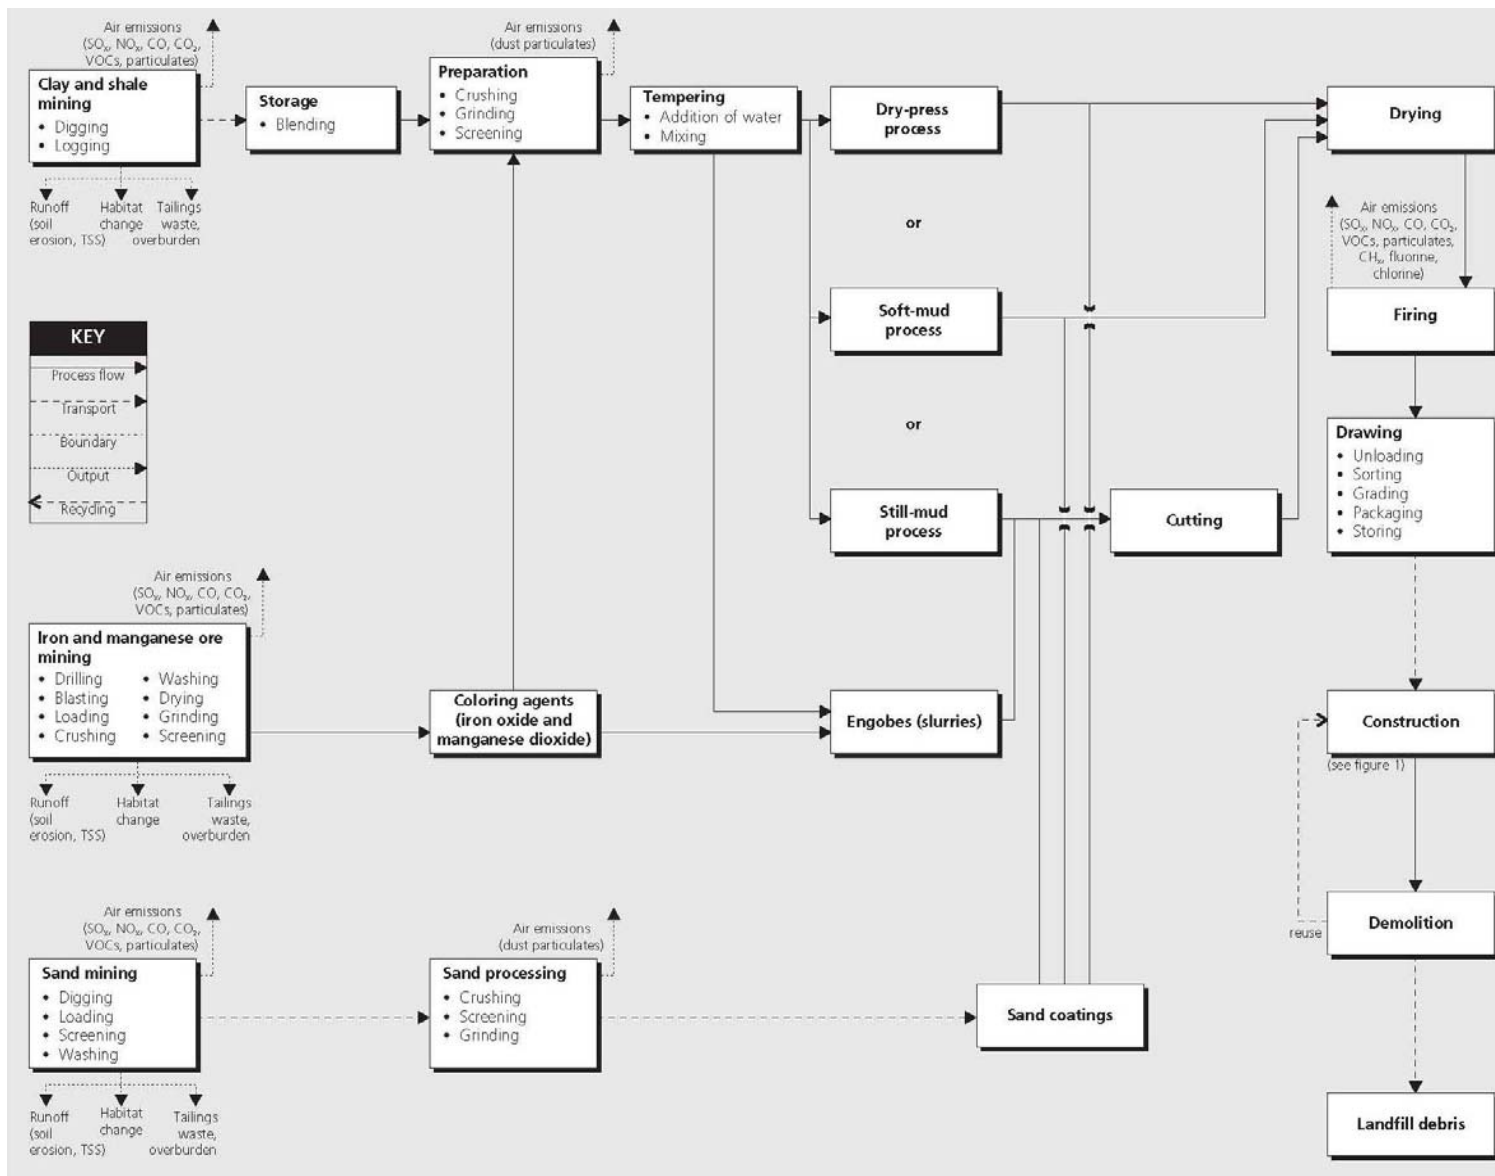 Air emissions
(SOₓ, NOₓ, CO, CO₂,
VOCs, particulates)
Clay and shale
mining
• Digging
• Logging
Runoff
(soil
erosion, TSS)
Habitat
change
Tailings
waste,
overburden
Storage
• Blending
Air emissions
(dust particulates)
Preparation
• Crushing
• Grinding
• Screening
Tempering
• Addition of water
• Mixing
Dry-press
process
or
Soft-mud
process
or
Still-mud
process
Cutting
Drying
Air emissions
(SOₓ, NOₓ, CO, CO₂,
VOCs, particulates,
CHₓ, fluorine,
chlorine)
Firing
Drawing
• Unloading
• Sorting
• Grading
• Packaging
• Storing
KEY
Process flow
Transport
Boundary
Output
Recycling
Air emissions
(SOₓ, NOₓ, CO, CO₂,
VOCs, particulates)
Iron and manganese ore
mining
• Drilling
• Blasting
• Loading
• Crushing
• Washing
• Drying
• Grinding
• Screening
Runoff
(soil
erosion, TSS)
Habitat
change
Tailings
waste,
overburden
Coloring agents
(iron oxide and
manganese dioxide)
Engobes (slurries)
Construction
(see figure 1)
reuse
Demolition
Air emissions
(SOₓ, NOₓ, CO, CO₂,
VOCs, particulates)
Sand mining
• Digging
• Loading
• Screening
• Washing
Runoff
(soil
erosion, TSS)
Habitat
change
Tailings
waste,
overburden
Air emissions
(dust particulates)
Sand processing
• Crushing
• Screening
• Grinding
Sand coatings
Landfill debris